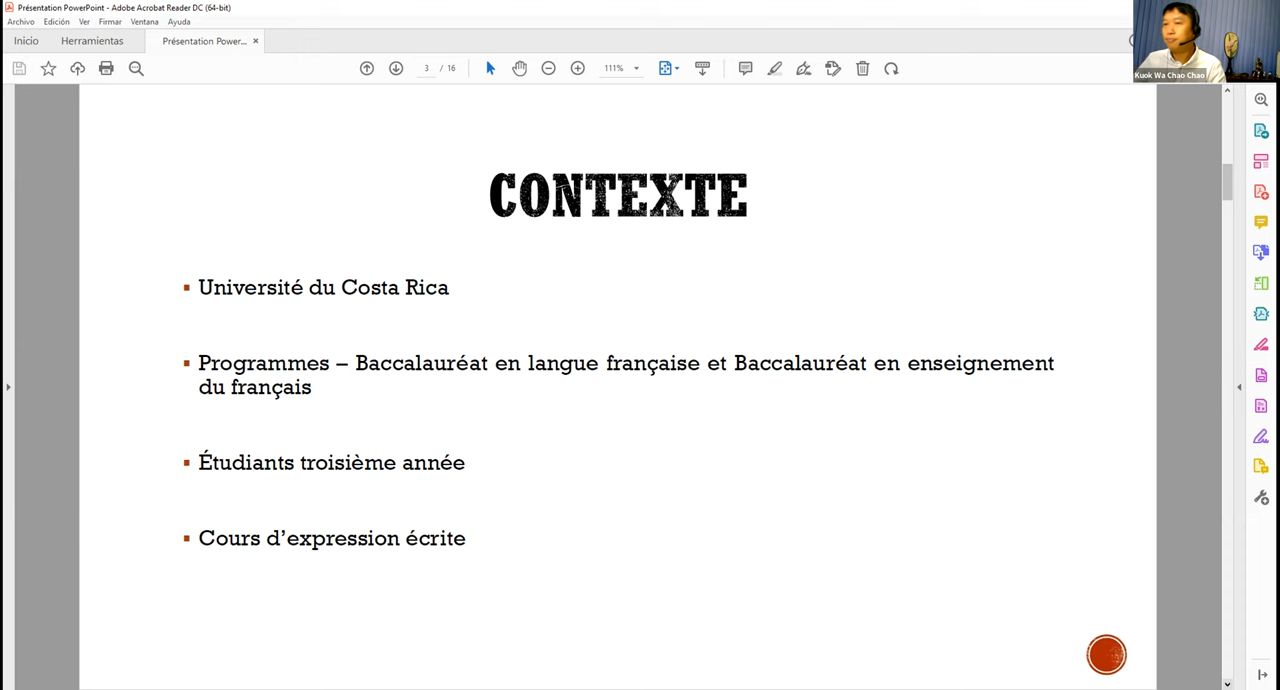 Présentation PowerPoint - Adobe Acrobat Reader DC (64-bit)
Archivo Edición Ver Firmar Ventana Ayuda
Inicio Herramientas Présentation Power... ×
3 / 16 111%
Kuok Wa Chao Chao
CONTEXTE
▪ Université du Costa Rica
▪ Programmes – Baccalauréat en langue française et Baccalauréat en enseignement
du français
▪ Étudiants troisième année
▪ Cours d’expression écrite